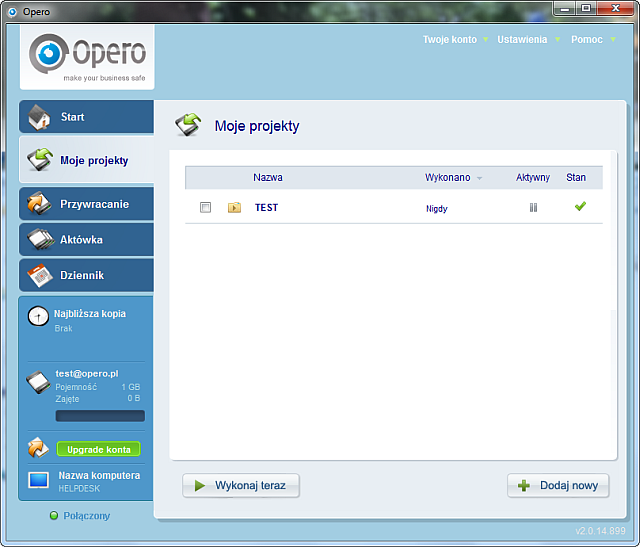 Opero
Opero
make your business safe
Twoje konto
Ustawienia
Pomoc
Start
Moje projekty
Przywracanie
Aktówka
Dziennik
Najbliższa kopia
Brak
test@opero.pl
Pojemność 1 GB
Zajęte 0 B
Upgrade konta
Nazwa komputera
HELPDESK
Połączony
Moje projekty
Nazwa Wykonano Aktywny Stan
TEST Nigdy
Wykonaj teraz
Dodaj nowy
v2.0.14.899